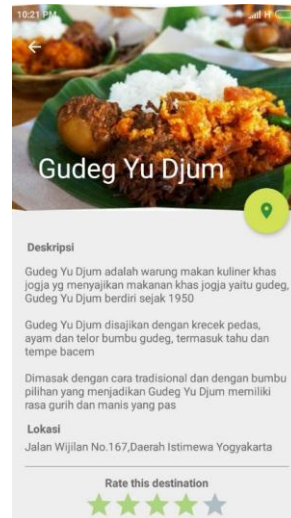 10:21 PM
Gudeg Yu Djum
Deskripsi
Gudeg Yu Djum adalah warung makan kuliner khas
jogja yg menyajikan makanan khas jogja yaitu gudeg,
Gudeg Yu Djum berdiri sejak 1950
Gudeg Yu Djum disajikan dengan krecek pedas,
ayam dan telor bumbu gudeg, termasuk tahu dan
tempe bacem
Dimasak dengan cara tradisional dan dengan bumbu
pilihan yang menjadikan Gudeg Yu Djum memiliki
rasa gurih dan manis yang pas
Lokasi
Jalan Wijilan No.167,Daerah Istimewa Yogyakarta
Rate this destination